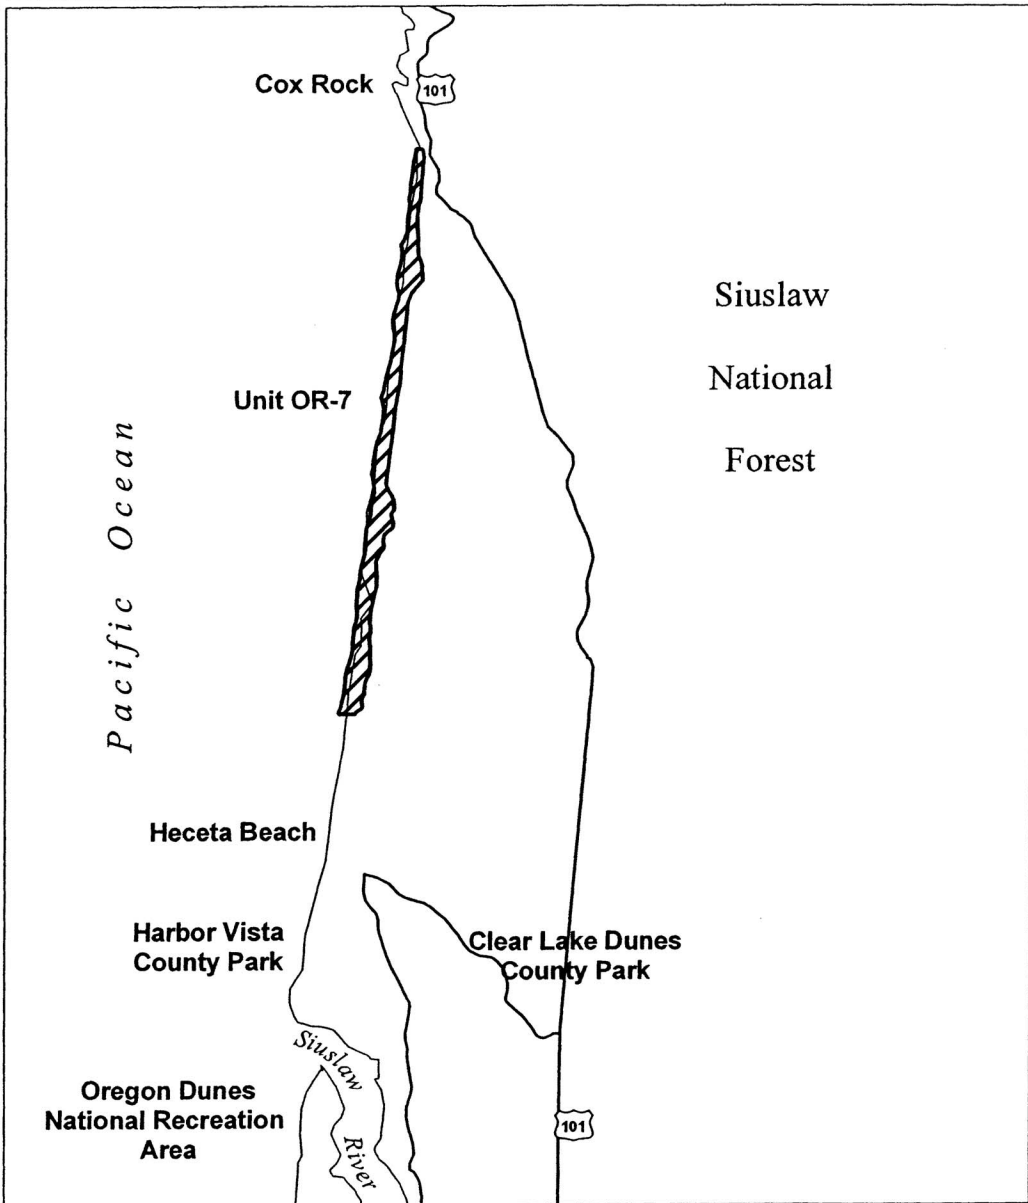 Cox Rock
101
Siuslaw
National
Forest
Unit OR-7
Pacific Ocean
Heceta Beach
Harbor Vista
County Park
Clear Lake Dunes
County Park
Siuslaw
River
Oregon Dunes
National Recreation
Area
101